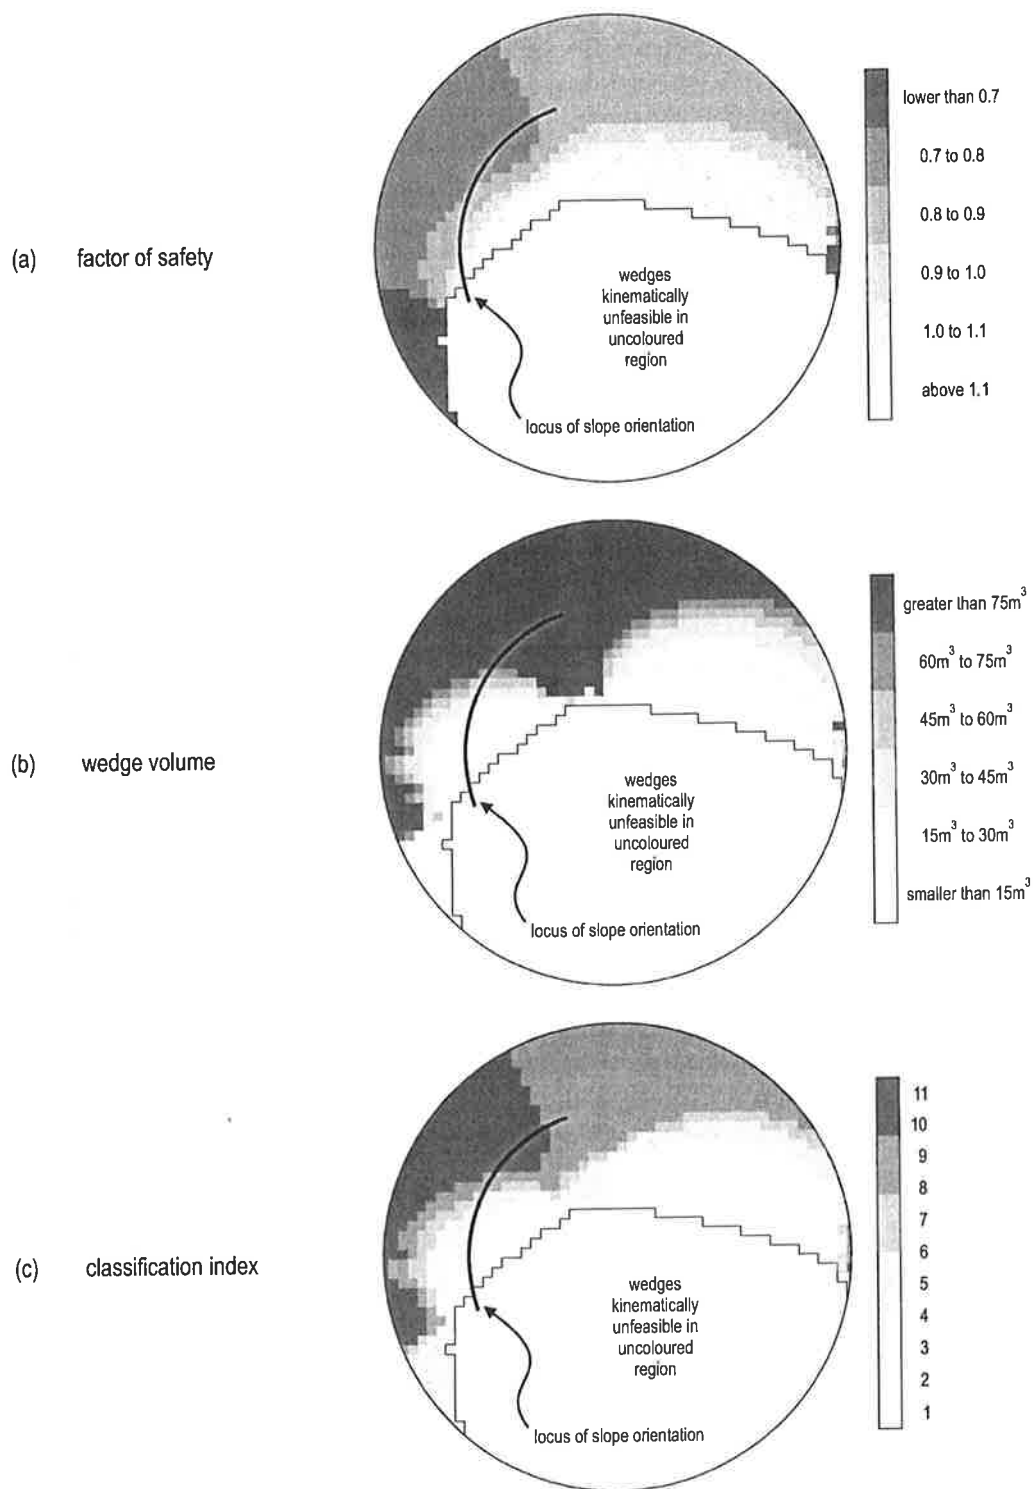 (a) factor of safety
wedges
kinematically
unfeasible in
uncoloured
region
locus of slope orientation
lower than 0.7
0.7 to 0.8
0.8 to 0.9
0.9 to 1.0
1.0 to 1.1
above 1.1
(b) wedge volume
wedges
kinematically
unfeasible in
uncoloured
region
locus of slope orientation
greater than 75m³
60m³ to 75m³
45m³ to 60m³
30m³ to 45m³
15m³ to 30m³
smaller than 15m³
(c) classification index
wedges
kinematically
unfeasible in
uncoloured
region
locus of slope orientation
11
10
9
8
7
6
5
4
3
2
1